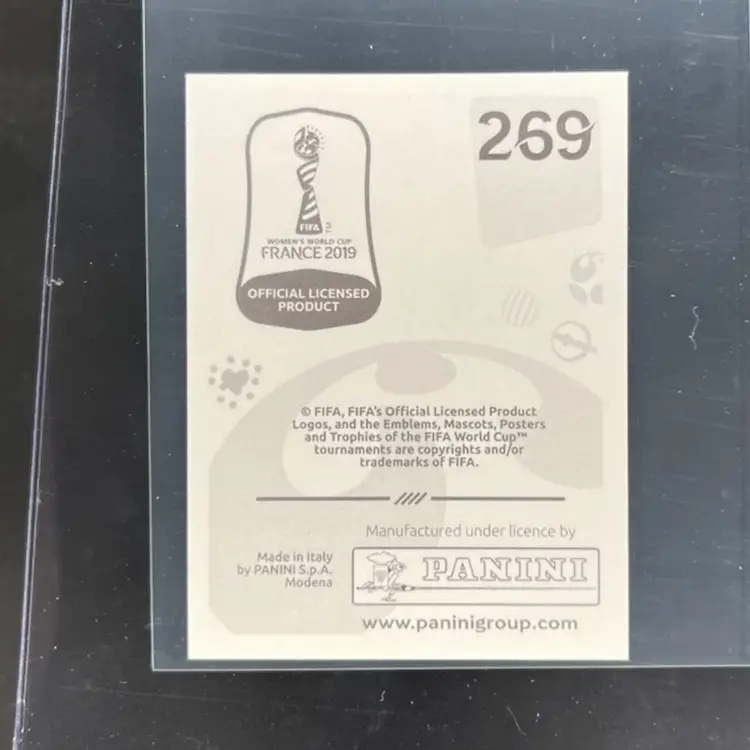 269
FIFA
TM
WOMEN'S WORLD CUP
FRANCE 2019
OFFICIAL LICENSED
PRODUCT
© FIFA, FIFA's Official Licensed Product
Logos, and the Emblems, Mascots, Posters
and Trophies of the FIFA World Cup™
tournaments are copyrights and/or
trademarks of FIFA.
Manufactured under licence by
Made in Italy
by PANINI S.p.A.
Modena
PANINI
www.paninigroup.com